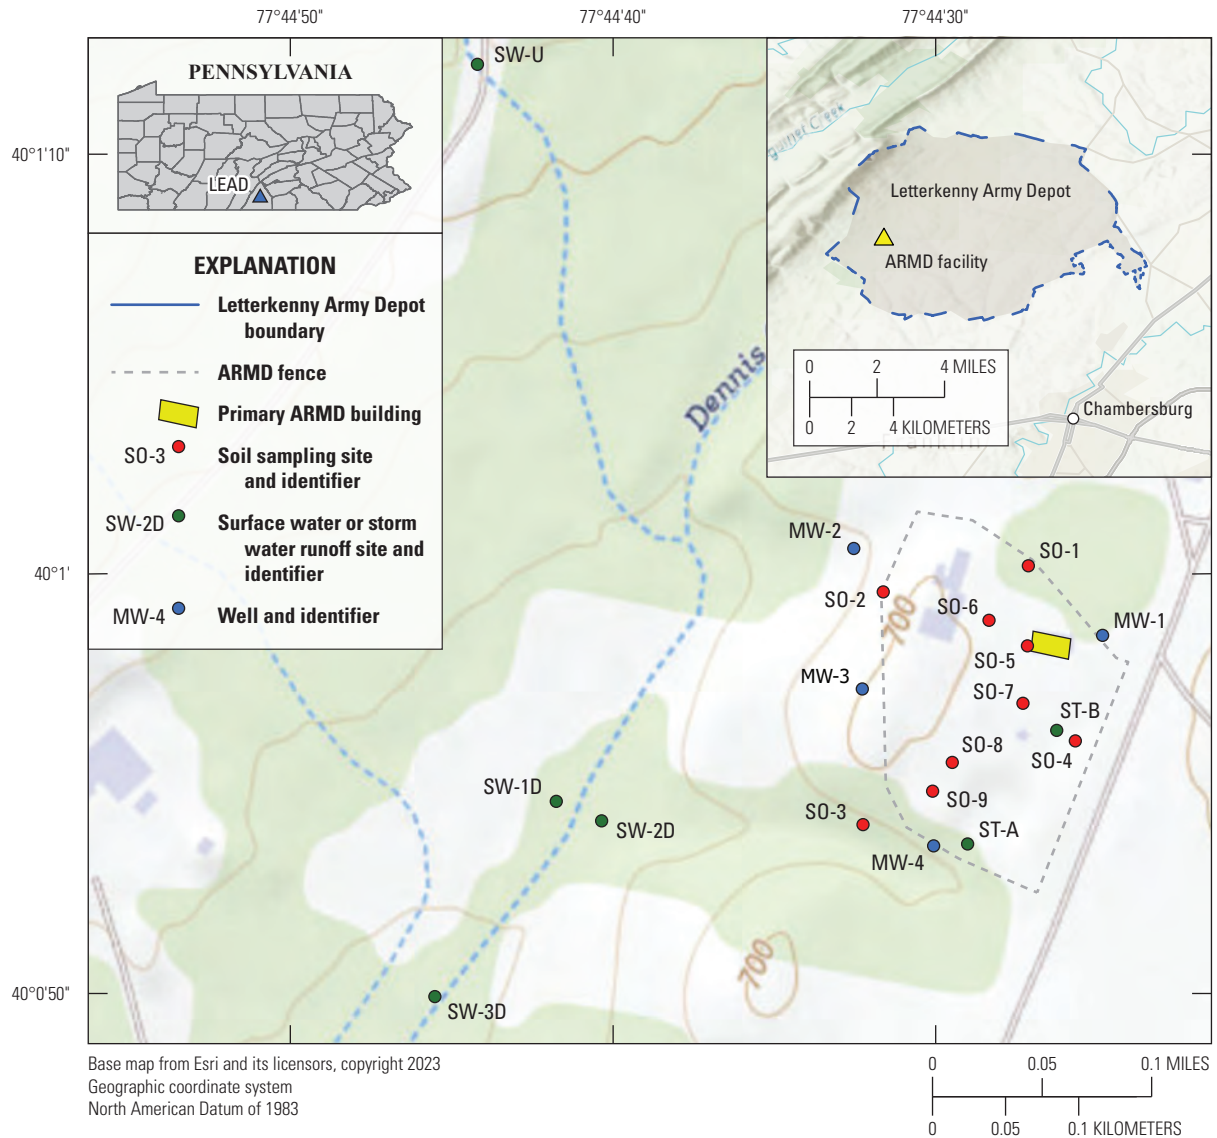 77°44'50"
77°44'40"
77°44'30"
40°1'10"
40°1'
40°0'50"
PENNSYLVANIA
LEAD
EXPLANATION
Letterkenny Army Depot
boundary
ARMD fence
Primary ARMD building
SO-3
Soil sampling site
and identifier
SW-2D
Surface water or storm
water runoff site and
identifier
MW-4
Well and identifier
Letterkenny Army Depot
ARMD facility
0 2 4 MILES
0 2 4 KILOMETERS
Chambersburg
Creek
SW-U
Dennis
MW-2
SO-1
SO-2
700
SO-6
MW-1
SO-5
MW-3
SO-7
ST-B
SO-4
SO-8
SW-1D
SO-9
SW-2D
SO-3
ST-A
MW-4
700
SW-3D
Base map from Esri and its licensors, copyright 2023
Geographic coordinate system
North American Datum of 1983
0 0.05 0.1 MILES
0 0.05 0.1 KILOMETERS